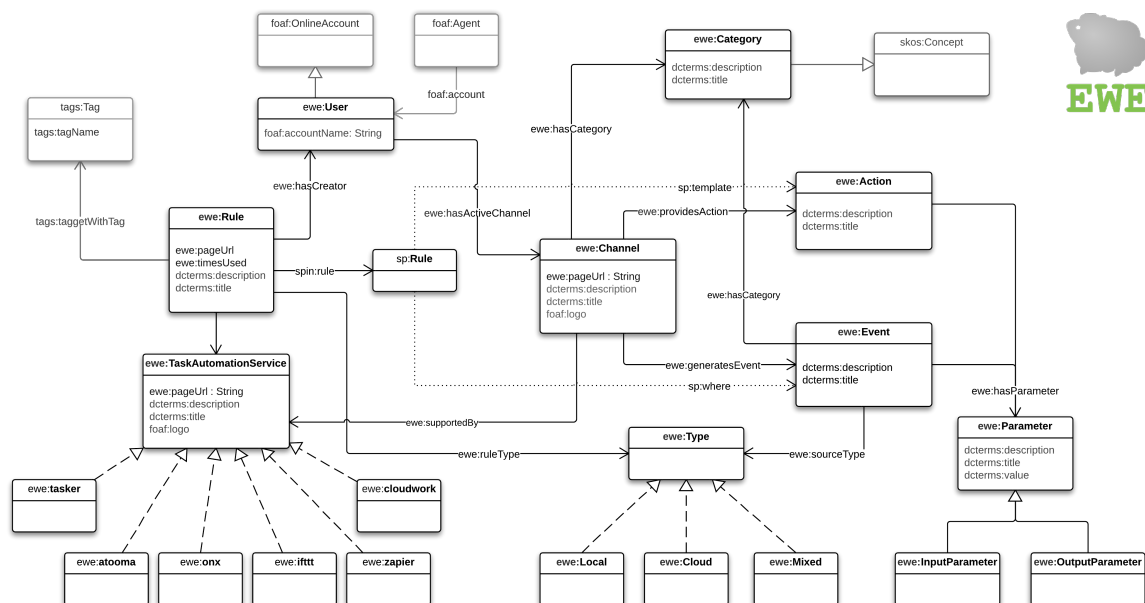 foaf:OnlineAccount
foaf:Agent
ewe:Category
dcterms:description
dcterms:title
skos:Concept
EWE
foaf:account
tags:Tag
tags:tagName
ewe:User
foaf:accountName: String
ewe:hasCategory
ewe:hasCreator
sp:template
ewe:Action
dcterms:description
dcterms:title
tags:taggetWithTag
ewe:hasActiveChannel
ewe:providesAction
ewe:Rule
ewe:pageUrl
ewe:timesUsed
dcterms:description
dcterms:title
spin:rule
sp:Rule
ewe:Channel
ewe:pageUrl : String
dcterms:description
dcterms:title
foaf:logo
ewe:hasCategory
ewe:Event
dcterms:description
dcterms:title
ewe:generatesEvent
sp:where
ewe:hasParameter
ewe:TaskAutomationService
ewe:pageUrl : String
dcterms:description
dcterms:title
foaf:logo
ewe:supportedBy
ewe:ruleType
ewe:Type
ewe:sourceType
ewe:Parameter
dcterms:description
dcterms:title
dcterms:value
ewe:tasker
ewe:cloudwork
ewe:atooma
ewe:onx
ewe:ifttt
ewe:zapier
ewe:Local
ewe:Cloud
ewe:Mixed
ewe:InputParameter
ewe:OutputParameter